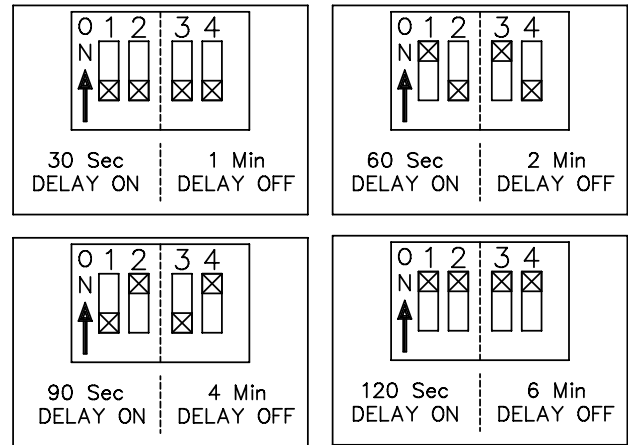 O 1 2 3 4
N
30 Sec 1 Min
DELAY ON DELAY OFF
O 1 2 3 4
N
60 Sec 2 Min
DELAY ON DELAY OFF
O 1 2 3 4
N
90 Sec 4 Min
DELAY ON DELAY OFF
O 1 2 3 4
N
120 Sec 6 Min
DELAY ON DELAY OFF